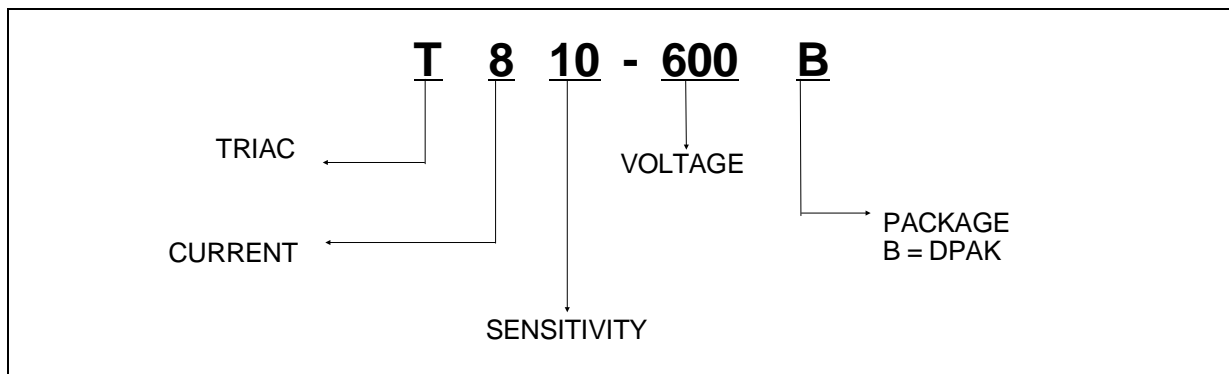 T 8 10 - 600 B
TRIAC
VOLTAGE
CURRENT
PACKAGE
B = DPAK
SENSITIVITY